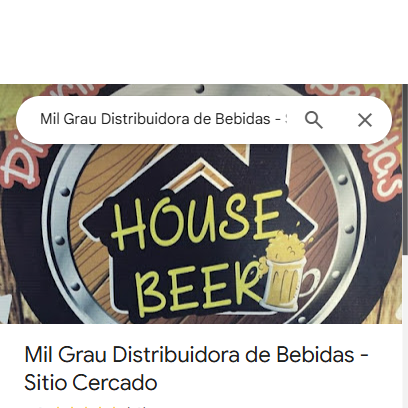 Mil Grau Distribuidora de Bebidas -
HOUSE
BEER
Mil Grau Distribuidora de Bebidas -
Sitio Cercado